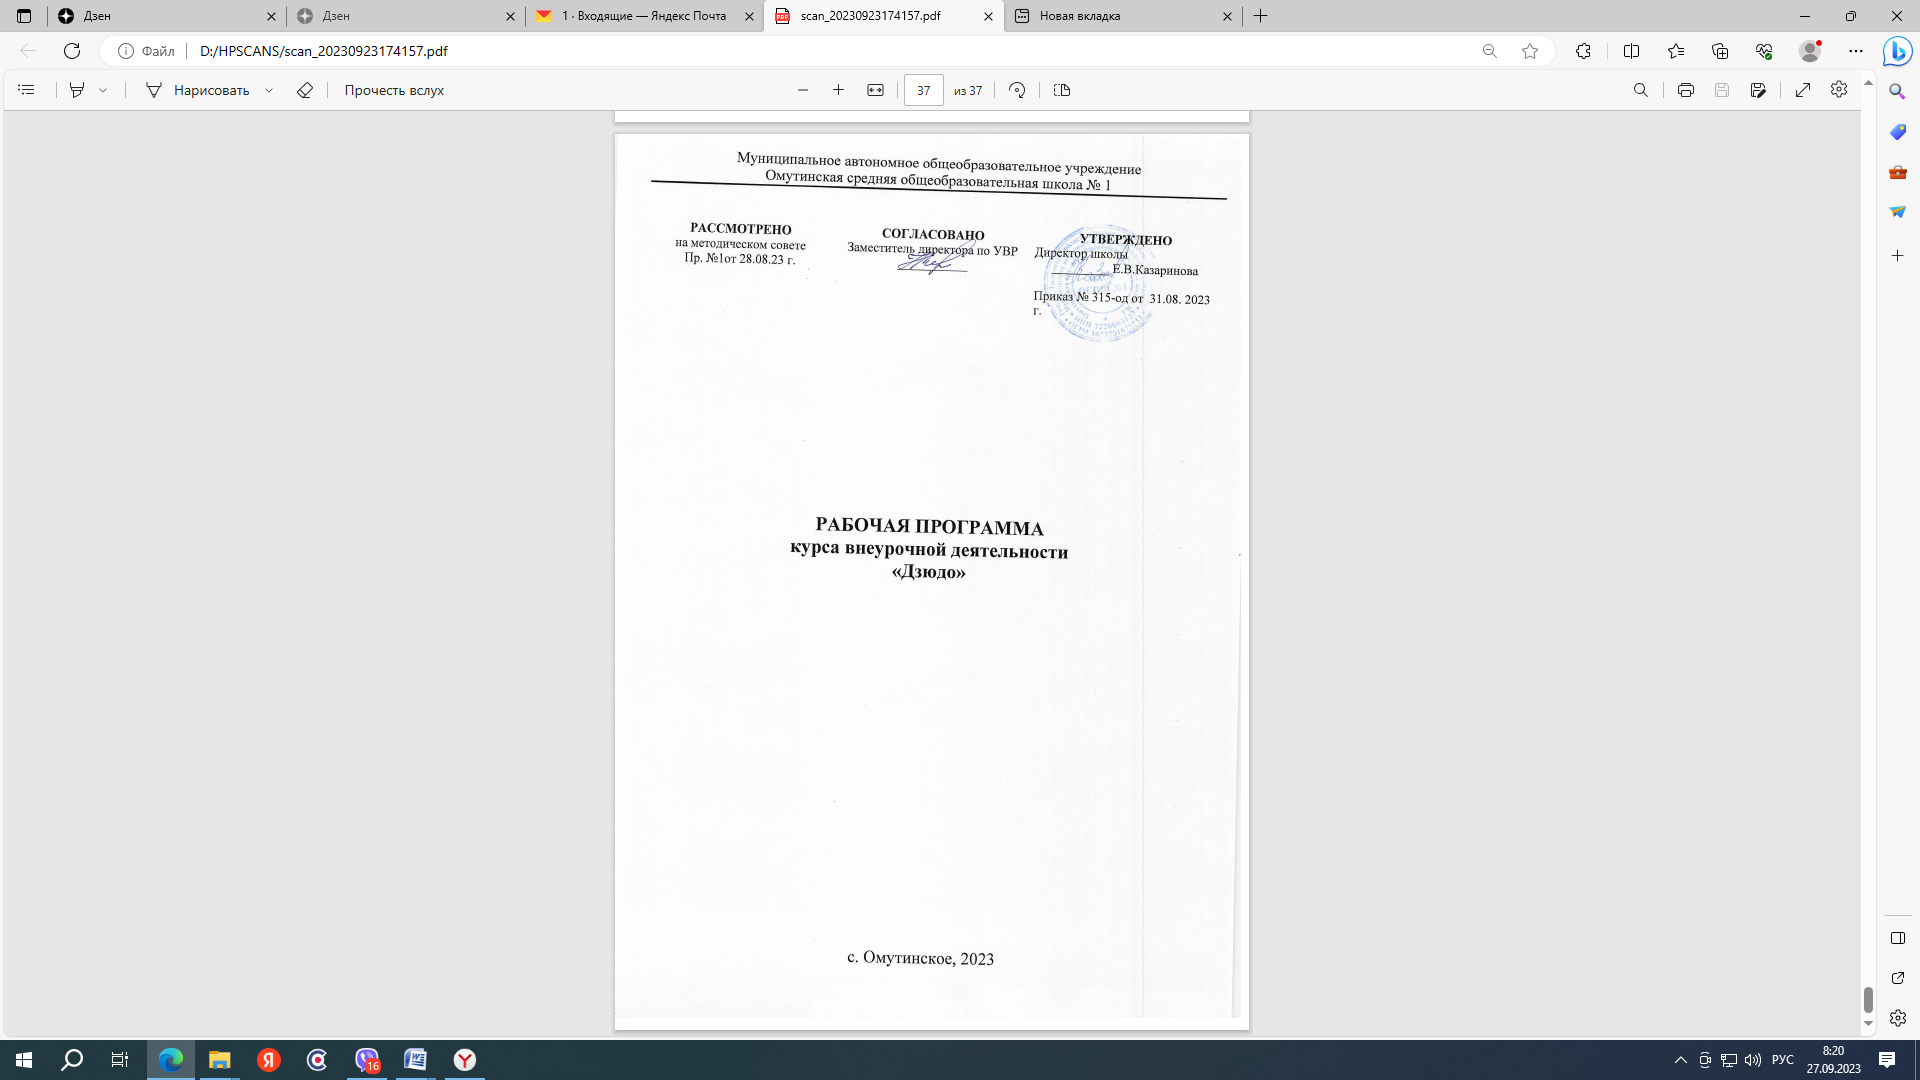 Дзен
Дзен
1 · Входящие — Яндекс Почта
scan_20230923174157.pdf
Новая вкладка
Файл
D:/HPSCANS/scan_20230923174157.pdf
Нарисовать
Прочесть вслух
37
из 37
Муниципальное автономное общеобразовательное учреждение
Омутинская средняя общеобразовательная школа № 1
РАССМОТРЕНО
на методическом совете
Пр. №1от 28.08.23 г.
СОГЛАСОВАНО
Заместитель директора по УВР
УТВЕРЖДЕНО
Директор школы
Е.В.Казаринова
Приказ № 315-од от 31.08. 2023
г.
РАБОЧАЯ ПРОГРАММА
курса внеурочной деятельности
«Дзюдо»
с. Омутинское, 2023
16
РУС
8:20
27.09.2023